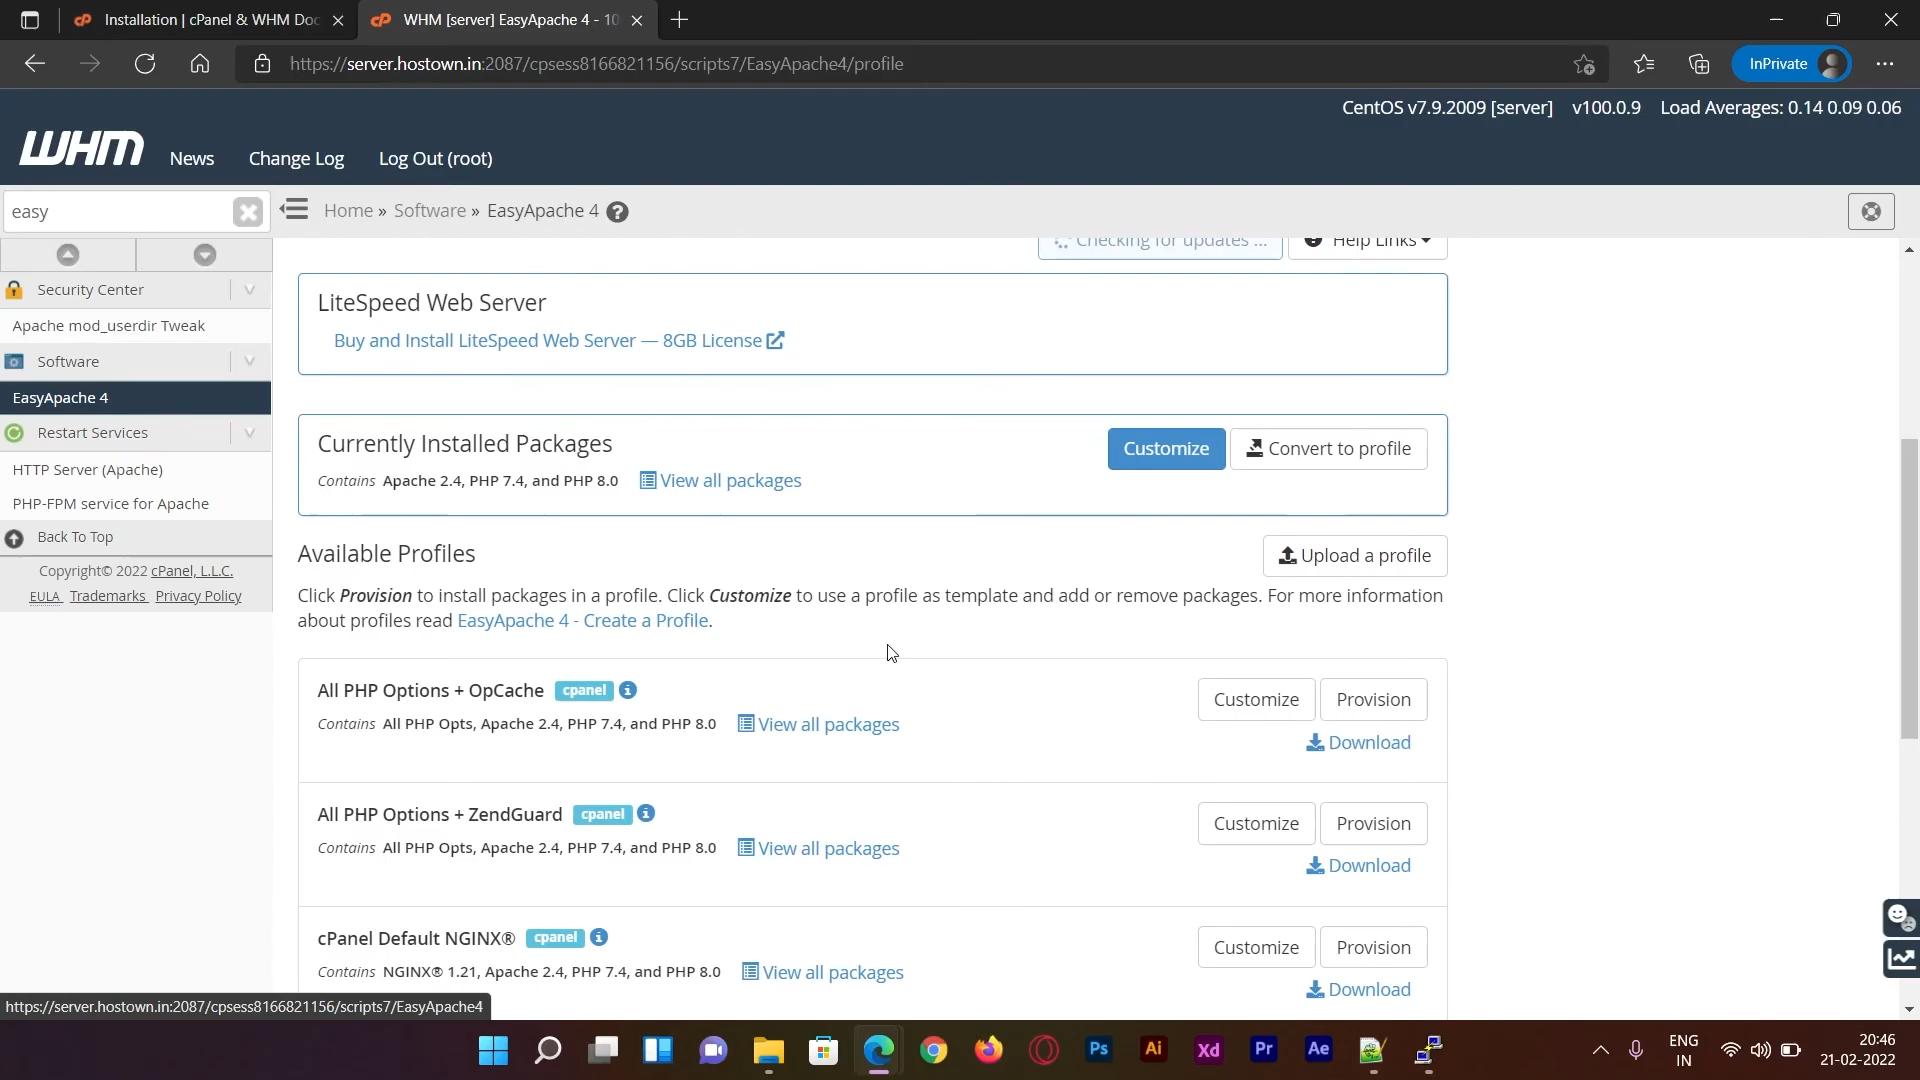 Installation | cPanel & WHM Doc
WHM [server] EasyApache 4 - 10
https://server.hostown.in:2087/cpsess8166821156/scripts7/EasyApache4/profile
InPrivate
CentOS v7.9.2009 [server] v100.0.9 Load Averages: 0.14 0.09 0.06
WHM News Change Log Log Out (root)
easy
Home » Software » EasyApache 4
Checking for updates ...
Help Links
Security Center
Apache mod_userdir Tweak
Software
EasyApache 4
Restart Services
HTTP Server (Apache)
PHP-FPM service for Apache
Back To Top
Copyright© 2022 cPanel, L.L.C.
EULA Trademarks Privacy Policy
LiteSpeed Web Server
Buy and Install LiteSpeed Web Server — 8GB License
Currently Installed Packages
Customize
Convert to profile
Contains Apache 2.4, PHP 7.4, and PHP 8.0 View all packages
Available Profiles
Upload a profile
Click Provision to install packages in a profile. Click Customize to use a profile as template and add or remove packages. For more information
about profiles read EasyApache 4 - Create a Profile.
All PHP Options + OpCache cpanel
Customize
Provision
Contains All PHP Opts, Apache 2.4, PHP 7.4, and PHP 8.0 View all packages
Download
All PHP Options + ZendGuard cpanel
Customize
Provision
Contains All PHP Opts, Apache 2.4, PHP 7.4, and PHP 8.0 View all packages
Download
cPanel Default NGINX® cpanel
Customize
Provision
Contains NGINX® 1.21, Apache 2.4, PHP 7.4, and PHP 8.0 View all packages
Download
https://server.hostown.in:2087/cpsess8166821156/scripts7/EasyApache4
Ps
Ai
Xd
Pr
Ae
ENG
IN
20:46
21-02-2022